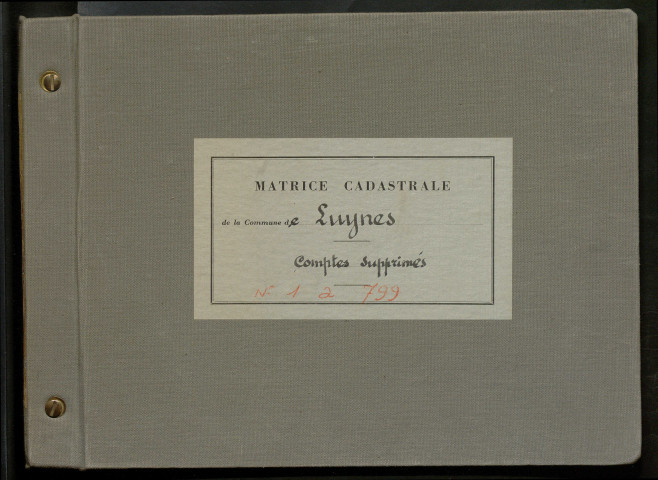 MATRICE CADASTRALE
de la Commune de Luynes
Comptes supprimés
N. 1 à 799